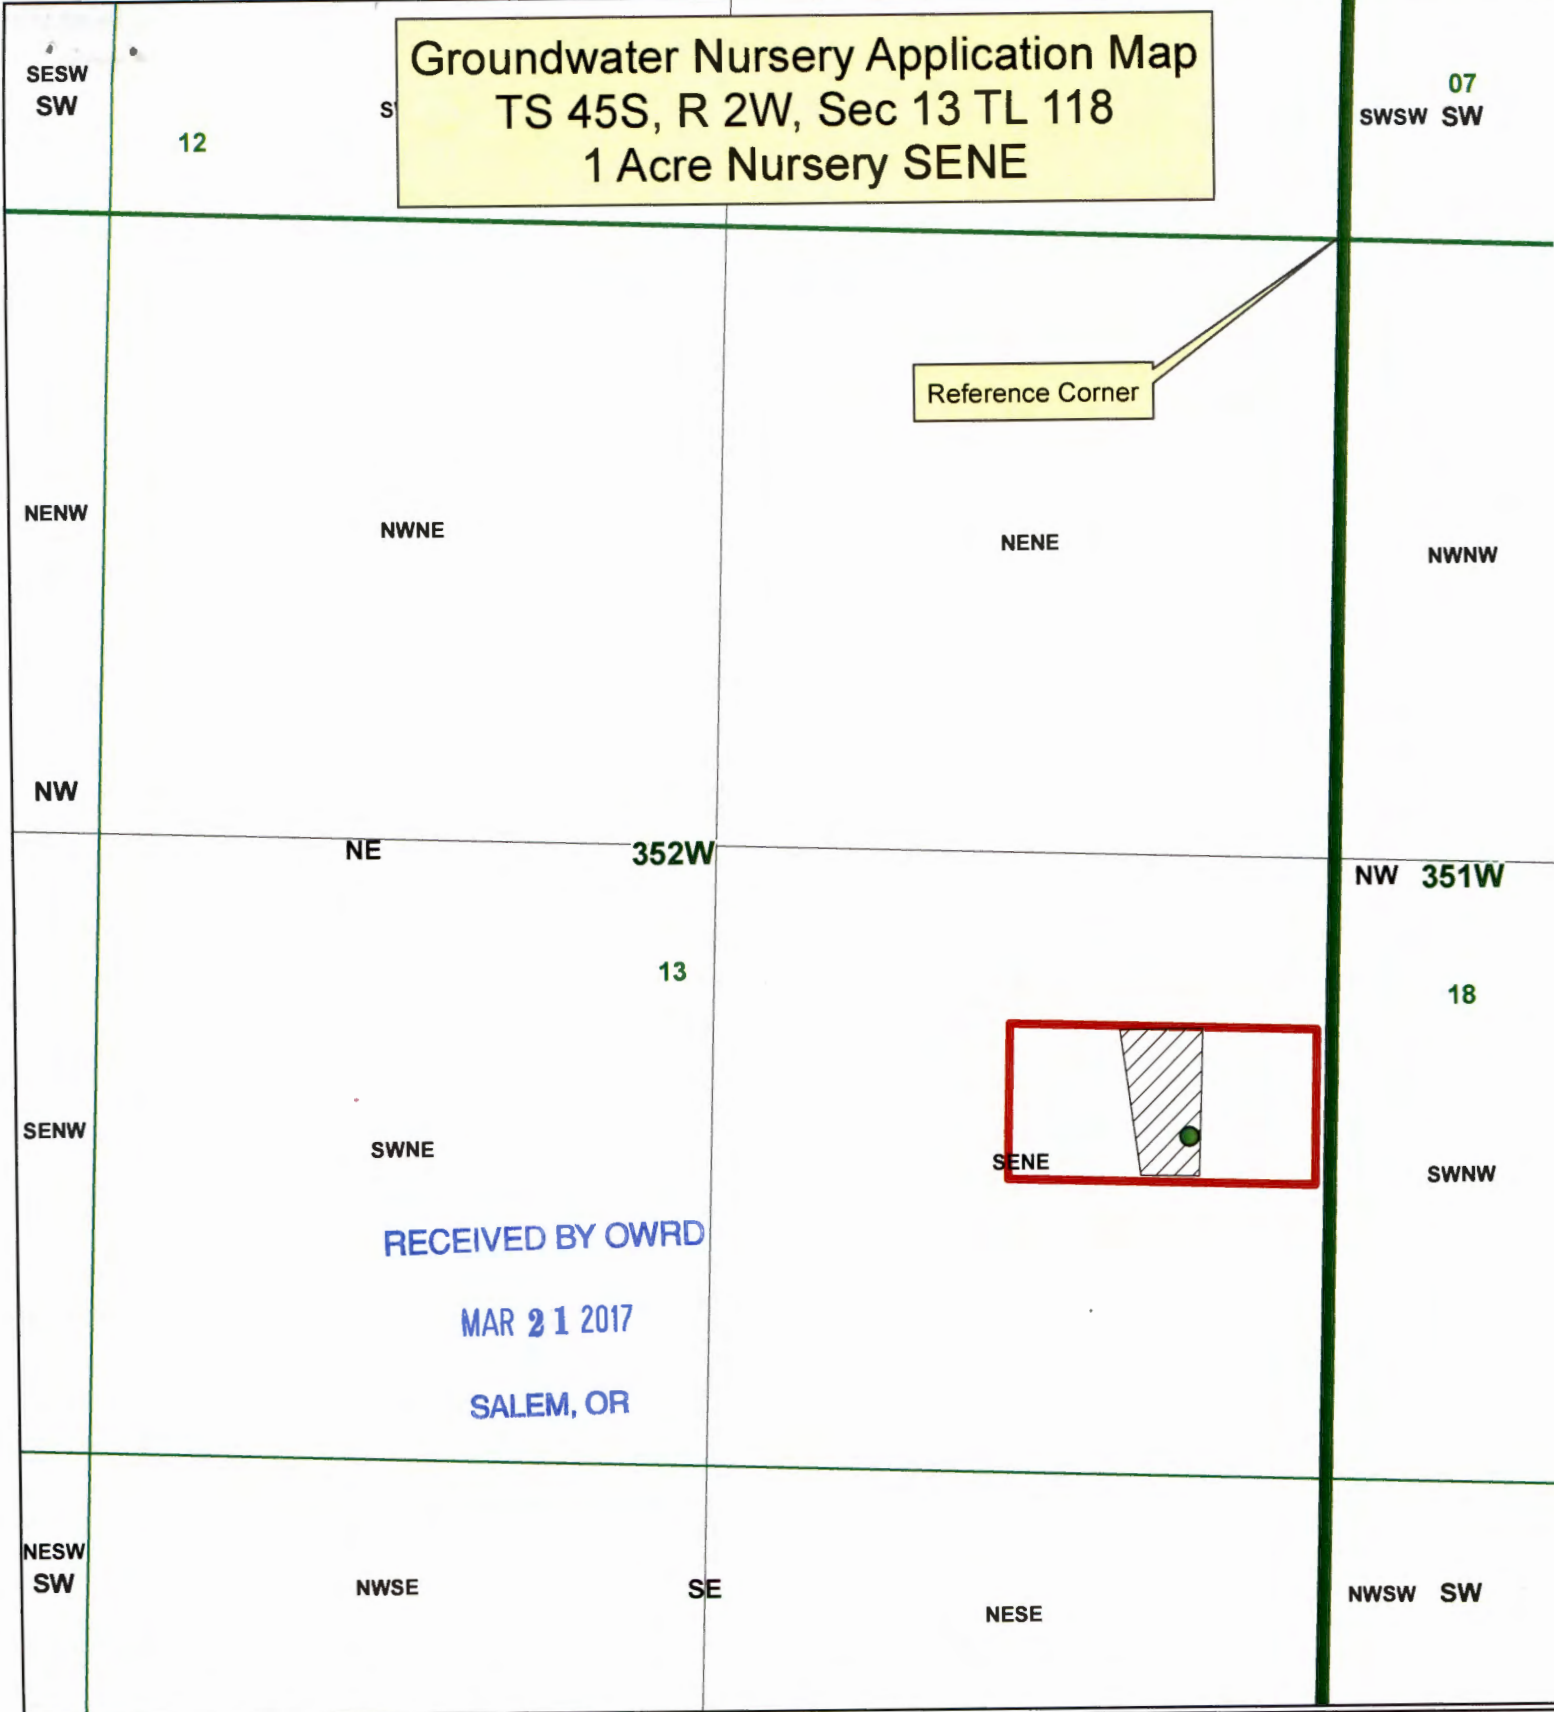 Groundwater Nursery Application Map
TS 45S, R 2W, Sec 13 TL 118
1 Acre Nursery SENE
SESW
SW
12
07
SWSW SW
Reference Corner
NENW
NWNE
NENE
NWNW
NW
NE
352W
NW 351W
13
18
SENW
SWNE
SENE
SWNW
RECEIVED BY OWRD
MAR 21 2017
SALEM, OR
NESW
SW
NWSE
SE
NESE
NWSW SW